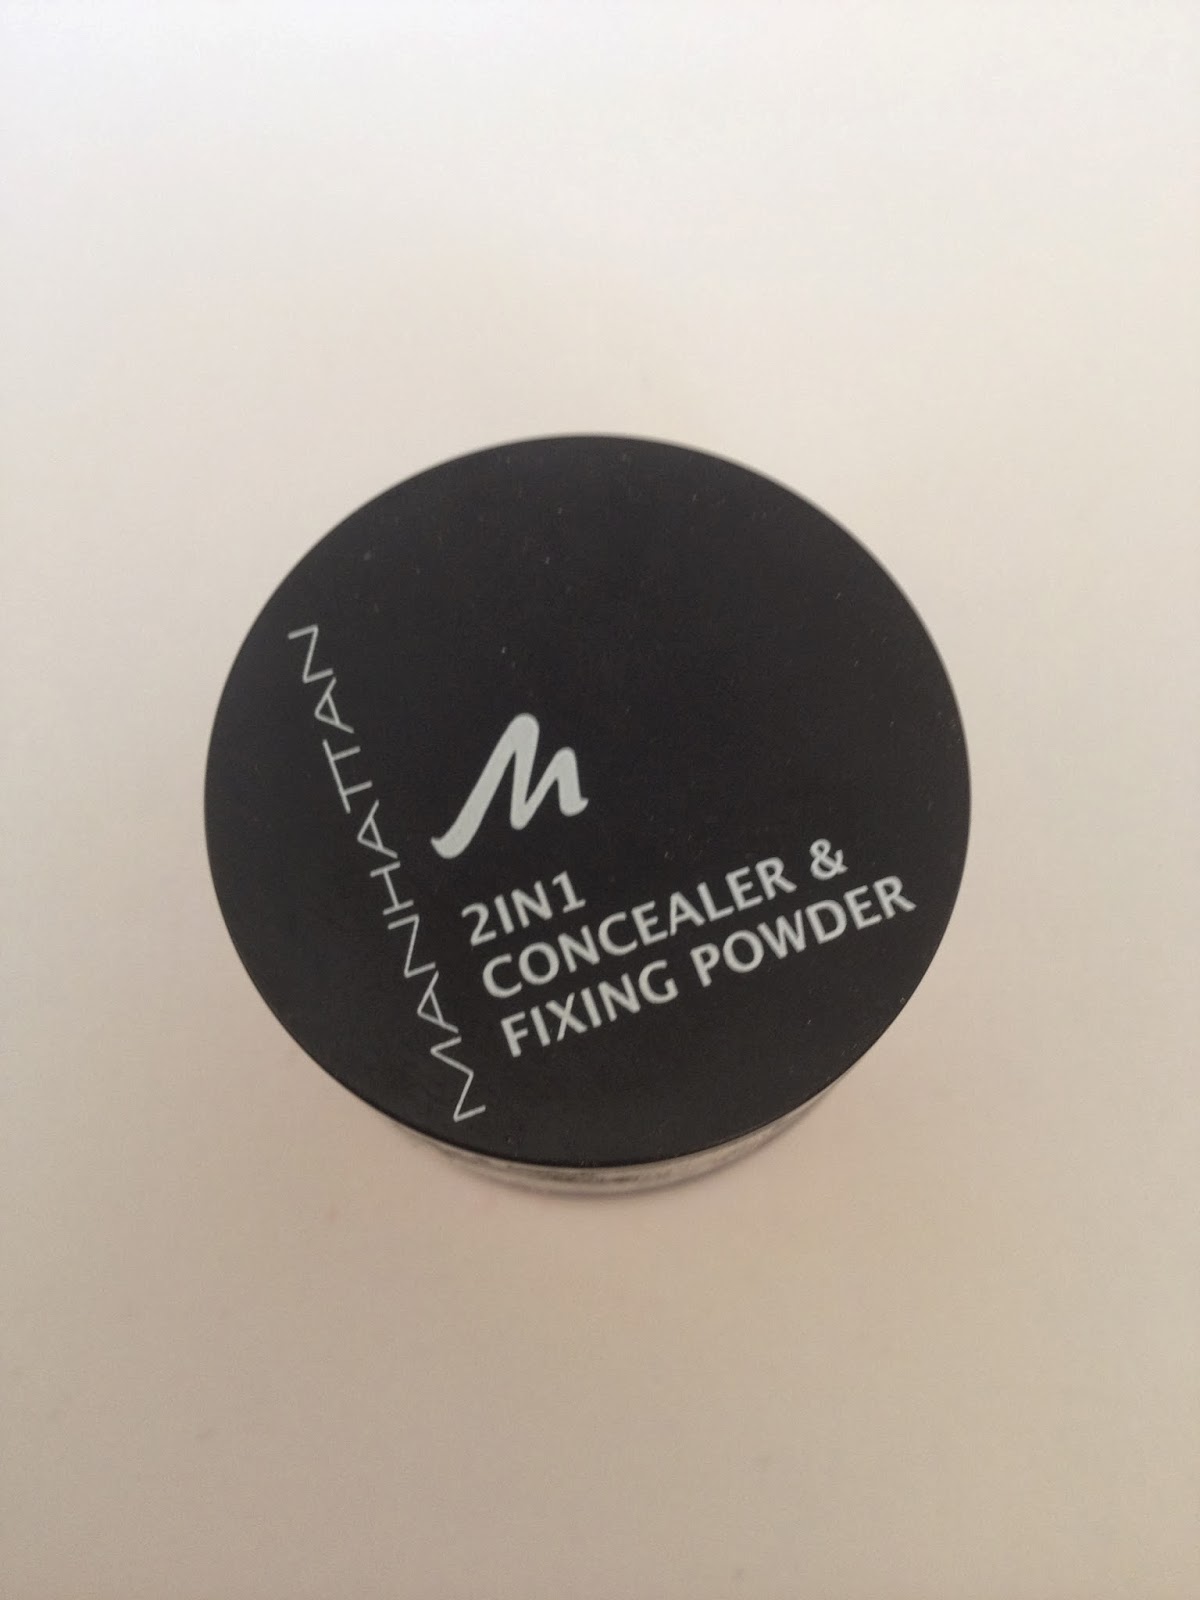 MANHATTAN
M
2IN1
CONCEALER &
FIXING POWDER